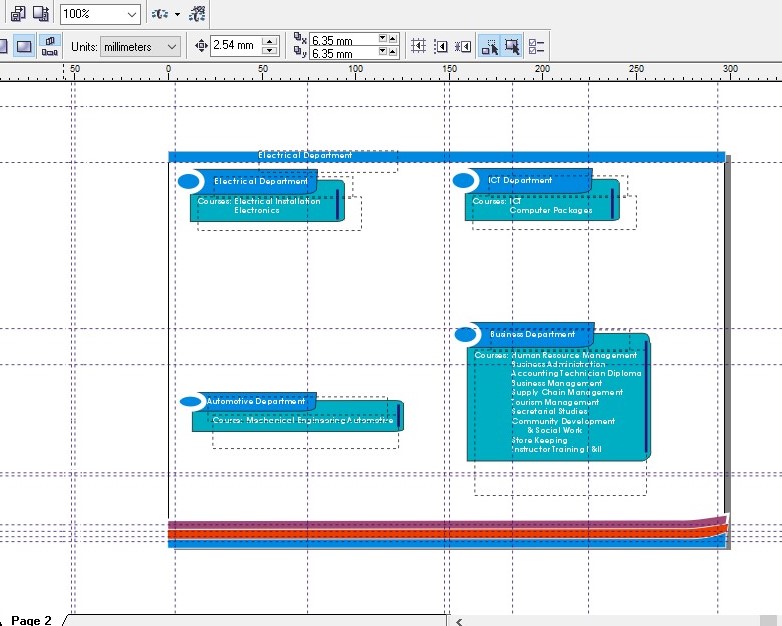 100%
Units: millimeters
2.54 mm
x 6.35 mm
y 6.35 mm
50 0 50 100 150 200 250 300
Electrical Department
Electrical Department
Courses: Electrical Installation
Electronics
ICT Department
Courses: ICT
Computer Packages
Business Department
Courses: Human Resource Management
Business Administration
Accounting Technician Diploma
Business Management
Supply Chain Management
Tourism Management
Secretarial Studies
Community Development
& Social Work
Store Keeping
Instructor Training I &II
Automotive Department
Course: Mechanical Engineering Automotive
Page 2